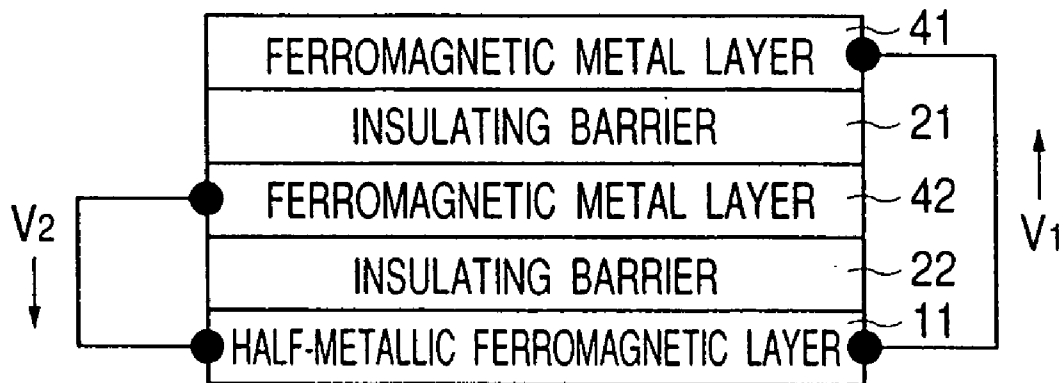 FERROMAGNETIC METAL LAYER 41
INSULATING BARRIER 21
FERROMAGNETIC METAL LAYER 42
INSULATING BARRIER 22
HALF-METALLIC FERROMAGNETIC LAYER 11
V2
V1